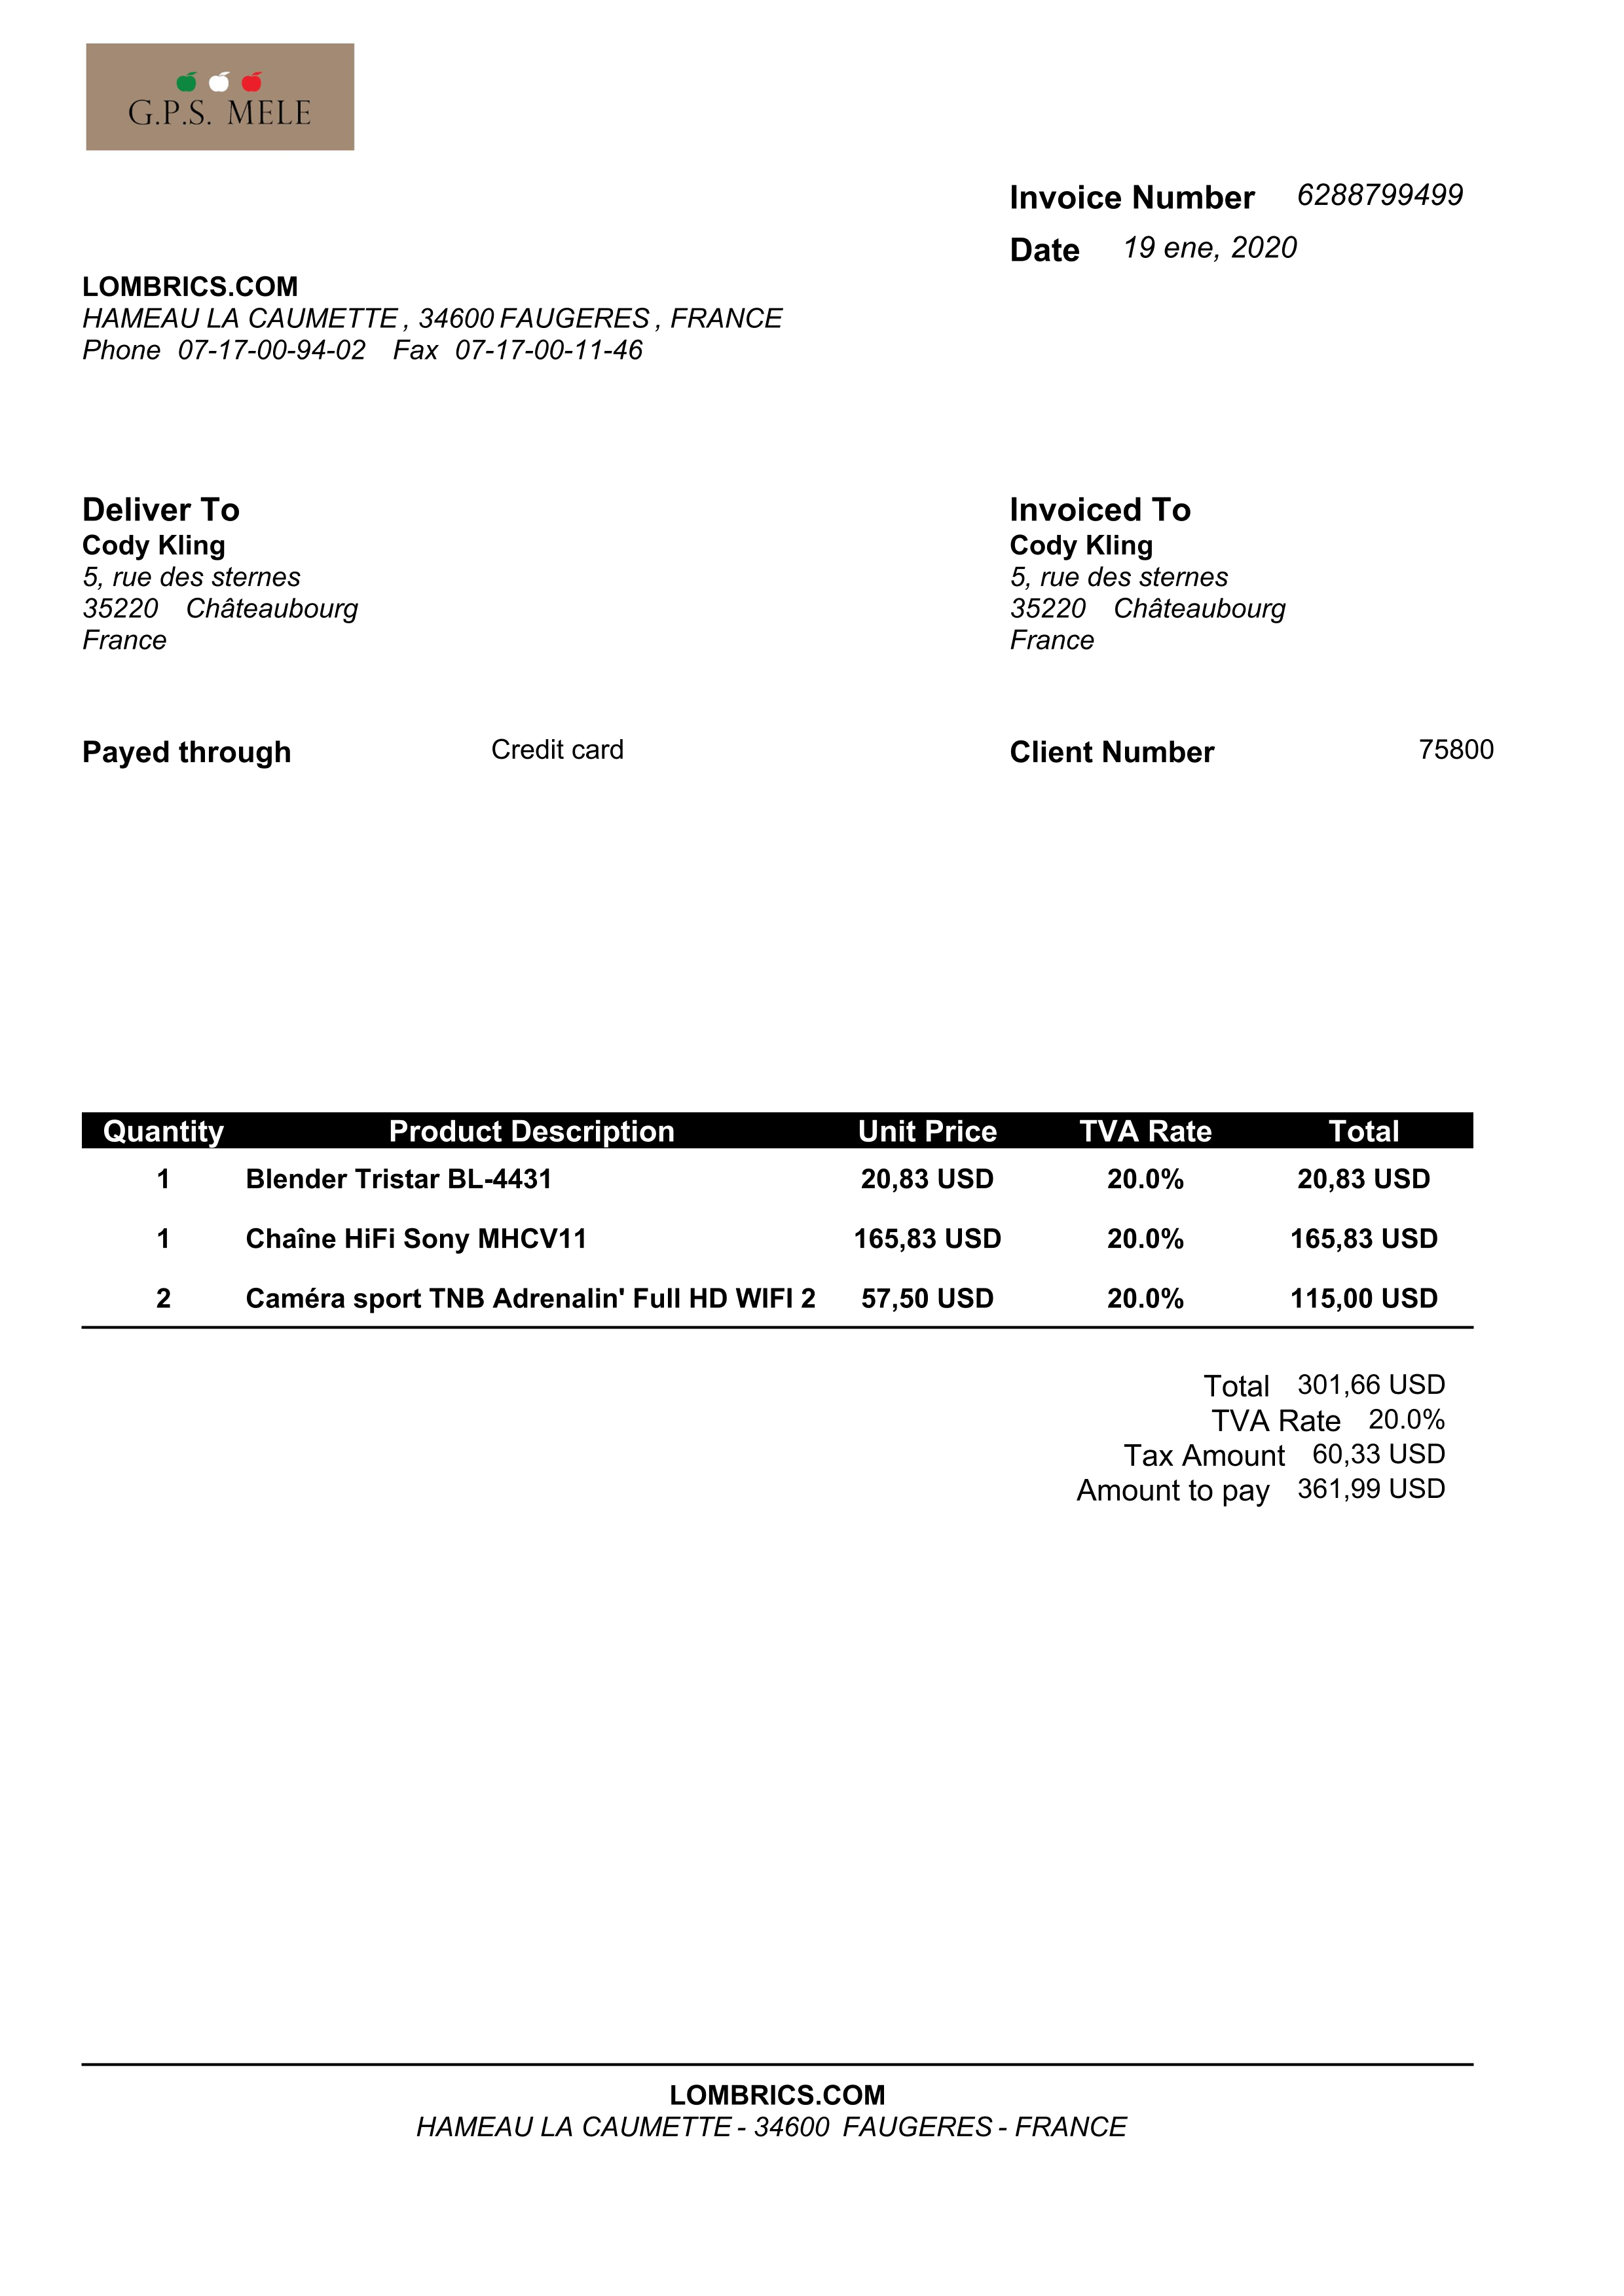 G.P.S. MELE
Invoice Number 6288799499
Date 19 ene, 2020
LOMBRICS.COM
HAMEAU LA CAUMETTE , 34600 FAUGERES , FRANCE
Phone 07-17-00-94-02 Fax 07-17-00-11-46
Deliver To
Cody Kling
5, rue des sternes
35220 Châteaubourg
France
Invoiced To
Cody Kling
5, rue des sternes
35220 Châteaubourg
France
Payed through Credit card
Client Number 75800
Quantity Product Description Unit Price TVA Rate Total
1 Blender Tristar BL-4431 20,83 USD 20.0% 20,83 USD
1 Chaîne HiFi Sony MHCV11 165,83 USD 20.0% 165,83 USD
2 Caméra sport TNB Adrenalin' Full HD WIFI 2 57,50 USD 20.0% 115,00 USD
Total 301,66 USD
TVA Rate 20.0%
Tax Amount 60,33 USD
Amount to pay 361,99 USD
LOMBRICS.COM
HAMEAU LA CAUMETTE - 34600 FAUGERES - FRANCE